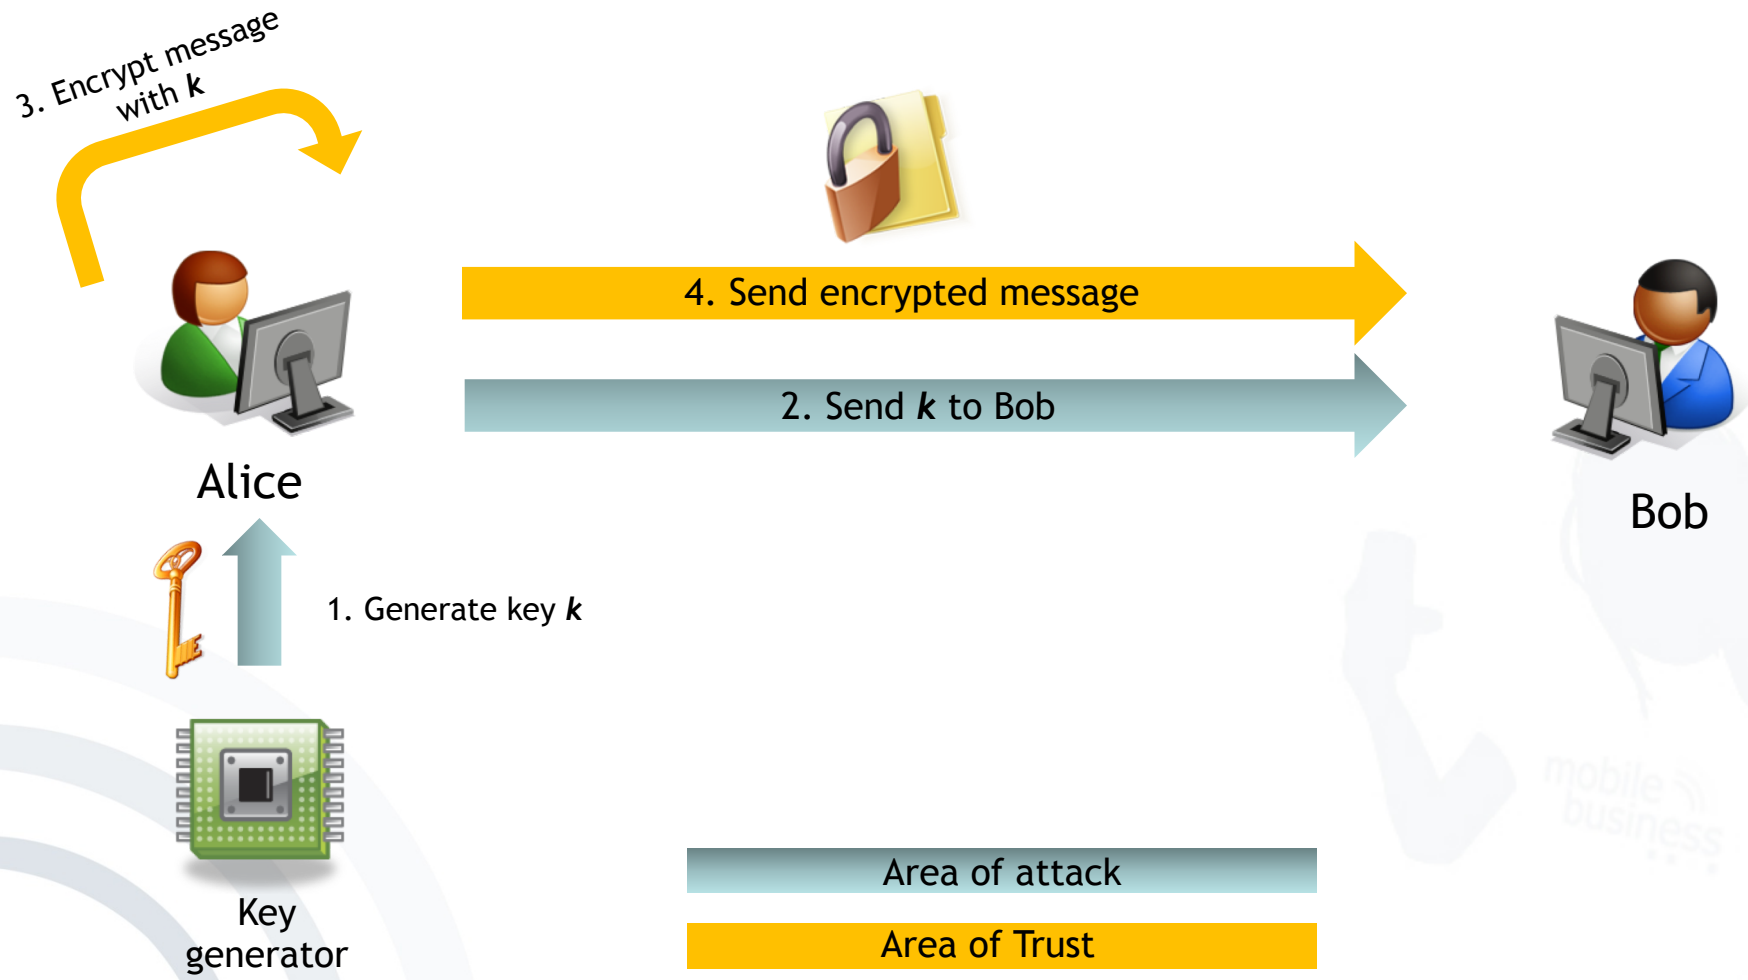 3. Encrypt message
with k
4. Send encrypted message
2. Send k to Bob
Alice
Bob
1. Generate key k
mobile
business
Area of attack
Key
generator
Area of Trust